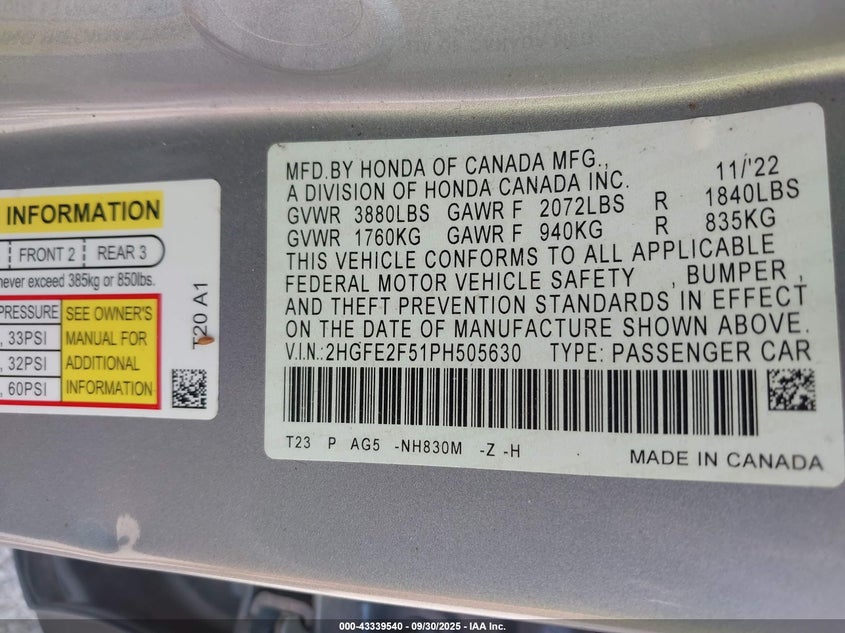 INFORMATION
FRONT 2 REAR 3
never exceed 385kg or 850lbs.
PRESSURE SEE OWNER'S
, 33PSI MANUAL FOR
, 32PSI ADDITIONAL
, 60PSI INFORMATION
T20 A1
MFD.BY HONDA OF CANADA MFG., 11/'22
A DIVISION OF HONDA CANADA INC.
GVWR 3880LBS GAWR F 2072LBS R 1840LBS
GVWR 1760KG GAWR F 940KG R 835KG
THIS VEHICLE CONFORMS TO ALL APPLICABLE
FEDERAL MOTOR VEHICLE SAFETY , BUMPER ,
AND THEFT PREVENTION STANDARDS IN EFFECT
ON THE DATE OF MANUFACTURE SHOWN ABOVE.
V.I.N.: 2HGFE2F51PH505630 TYPE: PASSENGER CAR
T23 P AG5 -NH830M -Z -H
MADE IN CANADA
000-43339540 - 09/30/2025 - IAA Inc.